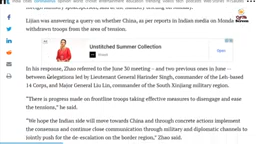 Lijian was answering a query on whether China, as per reports in Indian media on Monday
withdrawn troops from the area of tension.
Unstitched Summer Collection
Open
In his response, Zhao referred to the June 30 meeting – and two previous ones in June –
between delegations led by Lieutenant General Harinder Singh, commander of the Leh-based
14 Corps, and Major General Liu Lin, commander of the South Xinjiang military region.
"There is progress made on frontline troops taking effective measures to disengage and ease
the tensions," he said.
"We hope the Indian side will move towards China and through concrete actions implement
the consensus and continue close communication through military and diplomatic channels to
jointly push for the de-escalation on the border region," Zhao said.